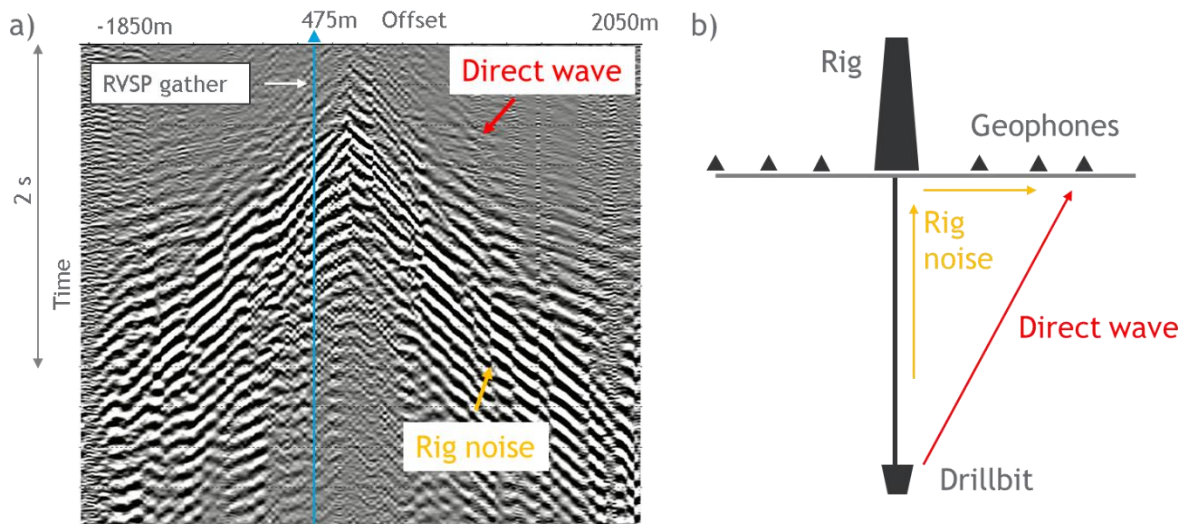 a)
-1850m
475m
Offset
2050m
RVSP gather
Direct wave
2 s
Time
Rig noise
b)
Rig
Geophones
Rig
noise
Direct wave
Drillbit